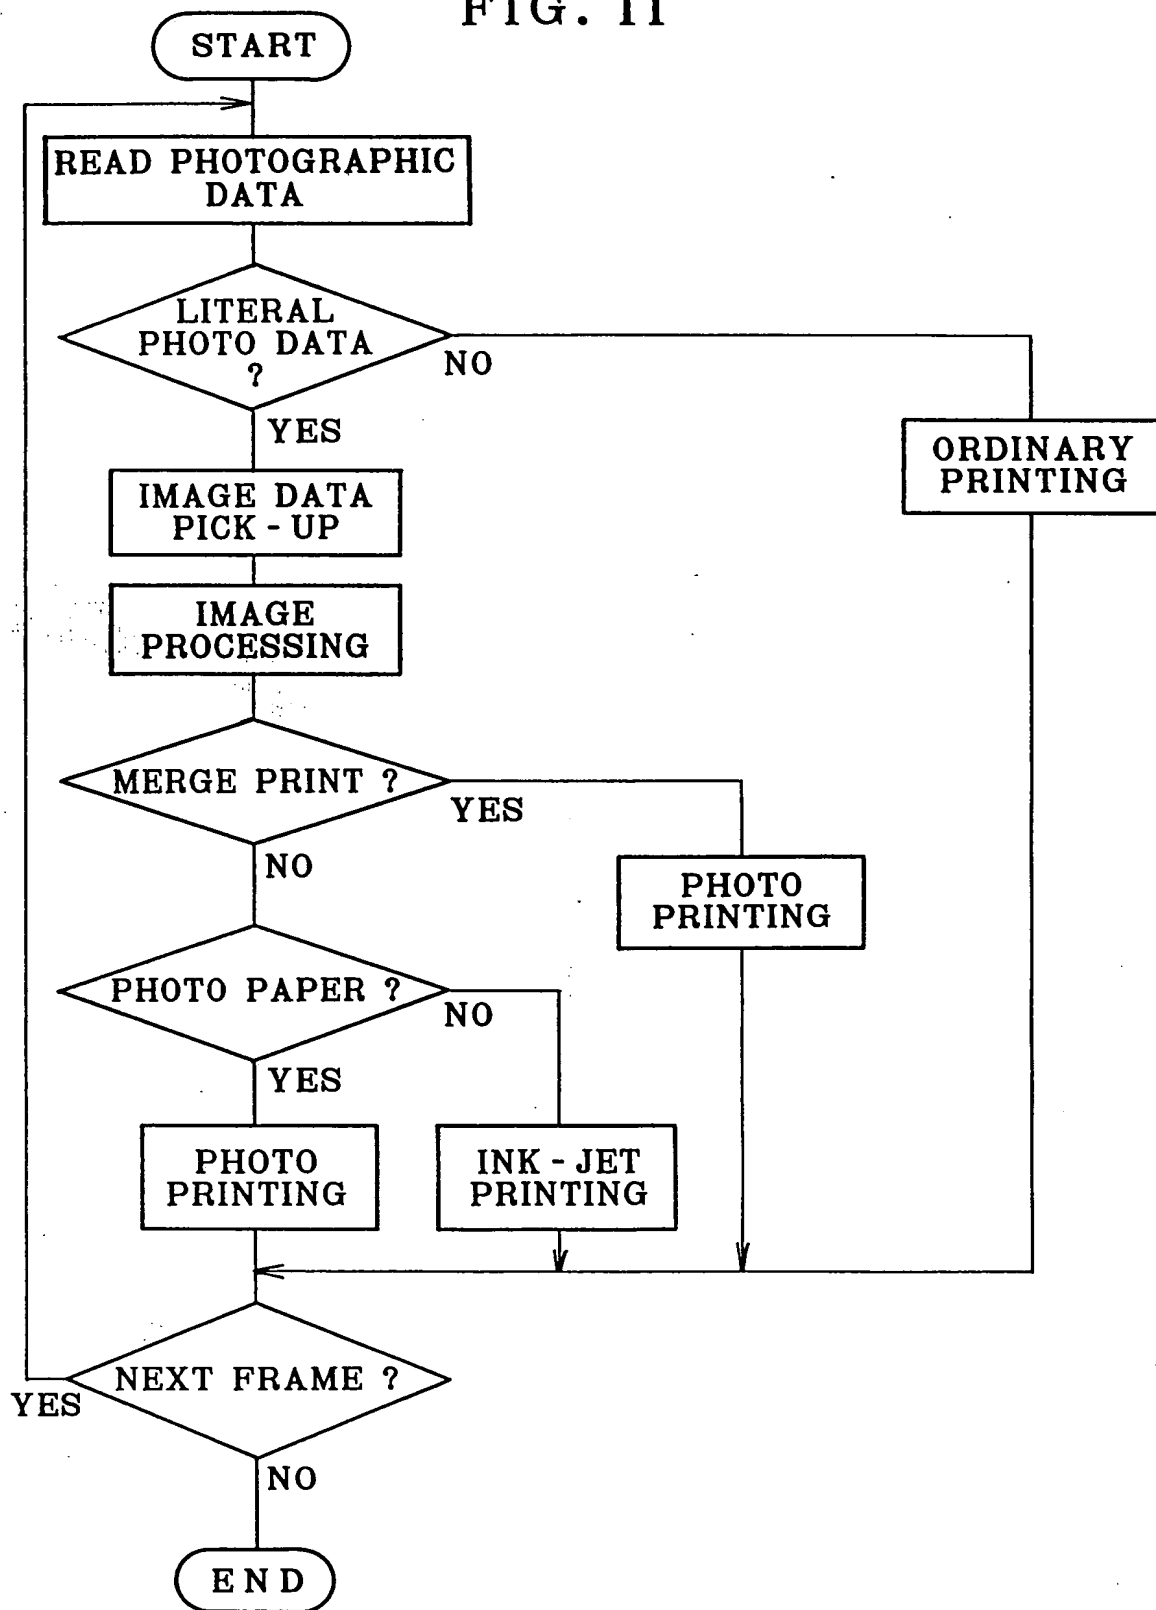 FIG. 11
START
READ PHOTOGRAPHIC
DATA
LITERAL
PHOTO DATA
?
NO
YES
ORDINARY
PRINTING
IMAGE DATA
PICK - UP
IMAGE
PROCESSING
MERGE PRINT ?
YES
NO
PHOTO
PRINTING
PHOTO PAPER ?
NO
YES
PHOTO
PRINTING
INK - JET
PRINTING
NEXT FRAME ?
YES
NO
END